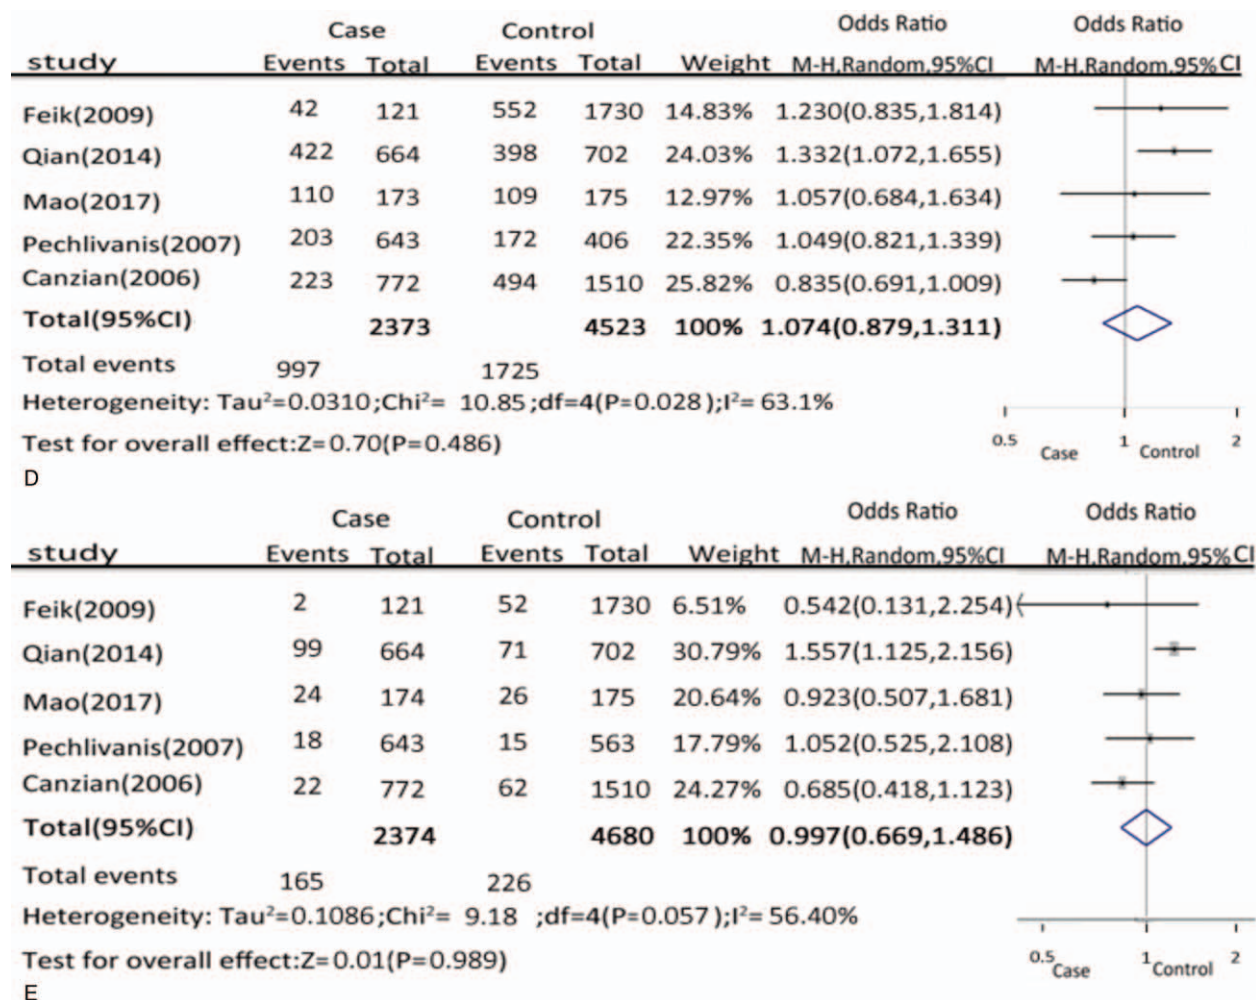 Case Control Odds Ratio Odds Ratio
study Events Total Events Total Weight M-H,Random,95%CI M-H,Random,95%CI
Feik(2009) 42 121 552 1730 14.83% 1.230(0.835,1.814)
Qian(2014) 422 664 398 702 24.03% 1.332(1.072,1.655)
Mao(2017) 110 173 109 175 12.97% 1.057(0.684,1.634)
Pechlivanis(2007) 203 643 172 406 22.35% 1.049(0.821,1.339)
Canzian(2006) 223 772 494 1510 25.82% 0.835(0.691,1.009)
Total(95%CI) 2373 4523 100% 1.074(0.879,1.311)
Total events 997 1725
Heterogeneity: Tau²=0.0310;Chi²= 10.85;df=4(P=0.028);I²= 63.1%
Test for overall effect:Z=0.70(P=0.486)
0.5 1 2
Case Control
D
Case Control Odds Ratio Odds Ratio
study Events Total Events Total Weight M-H,Random,95%CI M-H,Random,95%CI
Feik(2009) 2 121 52 1730 6.51% 0.542(0.131,2.254)
Qian(2014) 99 664 71 702 30.79% 1.557(1.125,2.156)
Mao(2017) 24 174 26 175 20.64% 0.923(0.507,1.681)
Pechlivanis(2007) 18 643 15 563 17.79% 1.052(0.525,2.108)
Canzian(2006) 22 772 62 1510 24.27% 0.685(0.418,1.123)
Total(95%CI) 2374 4680 100% 0.997(0.669,1.486)
Total events 165 226
Heterogeneity: Tau²=0.1086;Chi²= 9.18 ;df=4(P=0.057);I²= 56.40%
Test for overall effect:Z=0.01(P=0.989)
0.5 1 2
Case Control
E